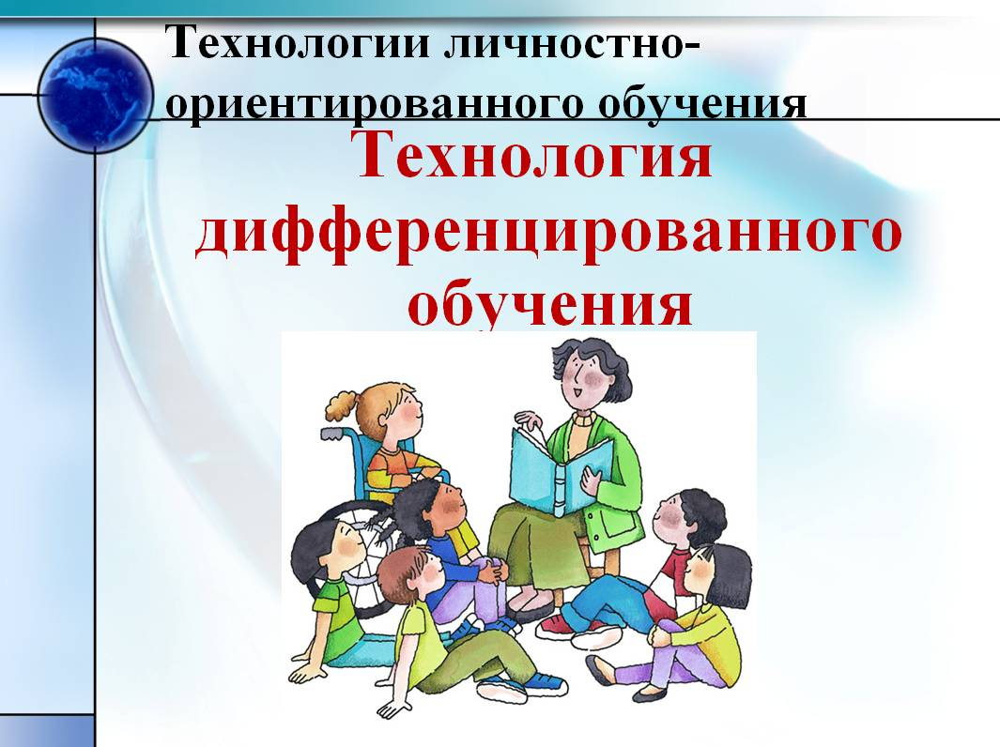 Технологии личностно-
ориентированного обучения
Технология
дифференцированного
обучения